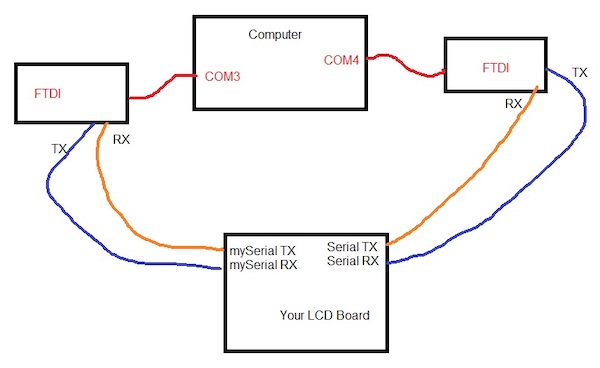 Computer
COM3
COM4
FTDI
TX
RX
FTDI
TX
RX
mySerial TX
mySerial RX
Serial TX
Serial RX
Your LCD Board